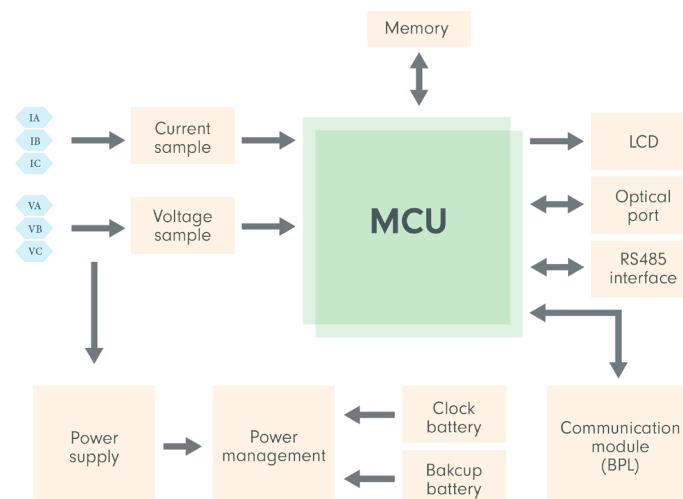 Memory
IA
IB
IC
Current
sample
VA
VB
VC
Voltage
sample
MCU
LCD
Optical
port
RS485
interface
Power
supply
Power
management
Clock
battery
Bakcup
battery
Communication
module
(BPL)